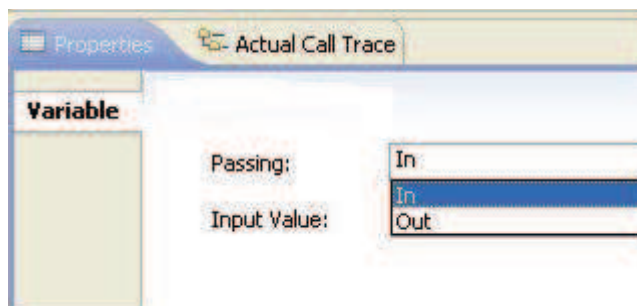 Properties Actual Call Trace
Variable
Passing: In
In
Input Value: Out